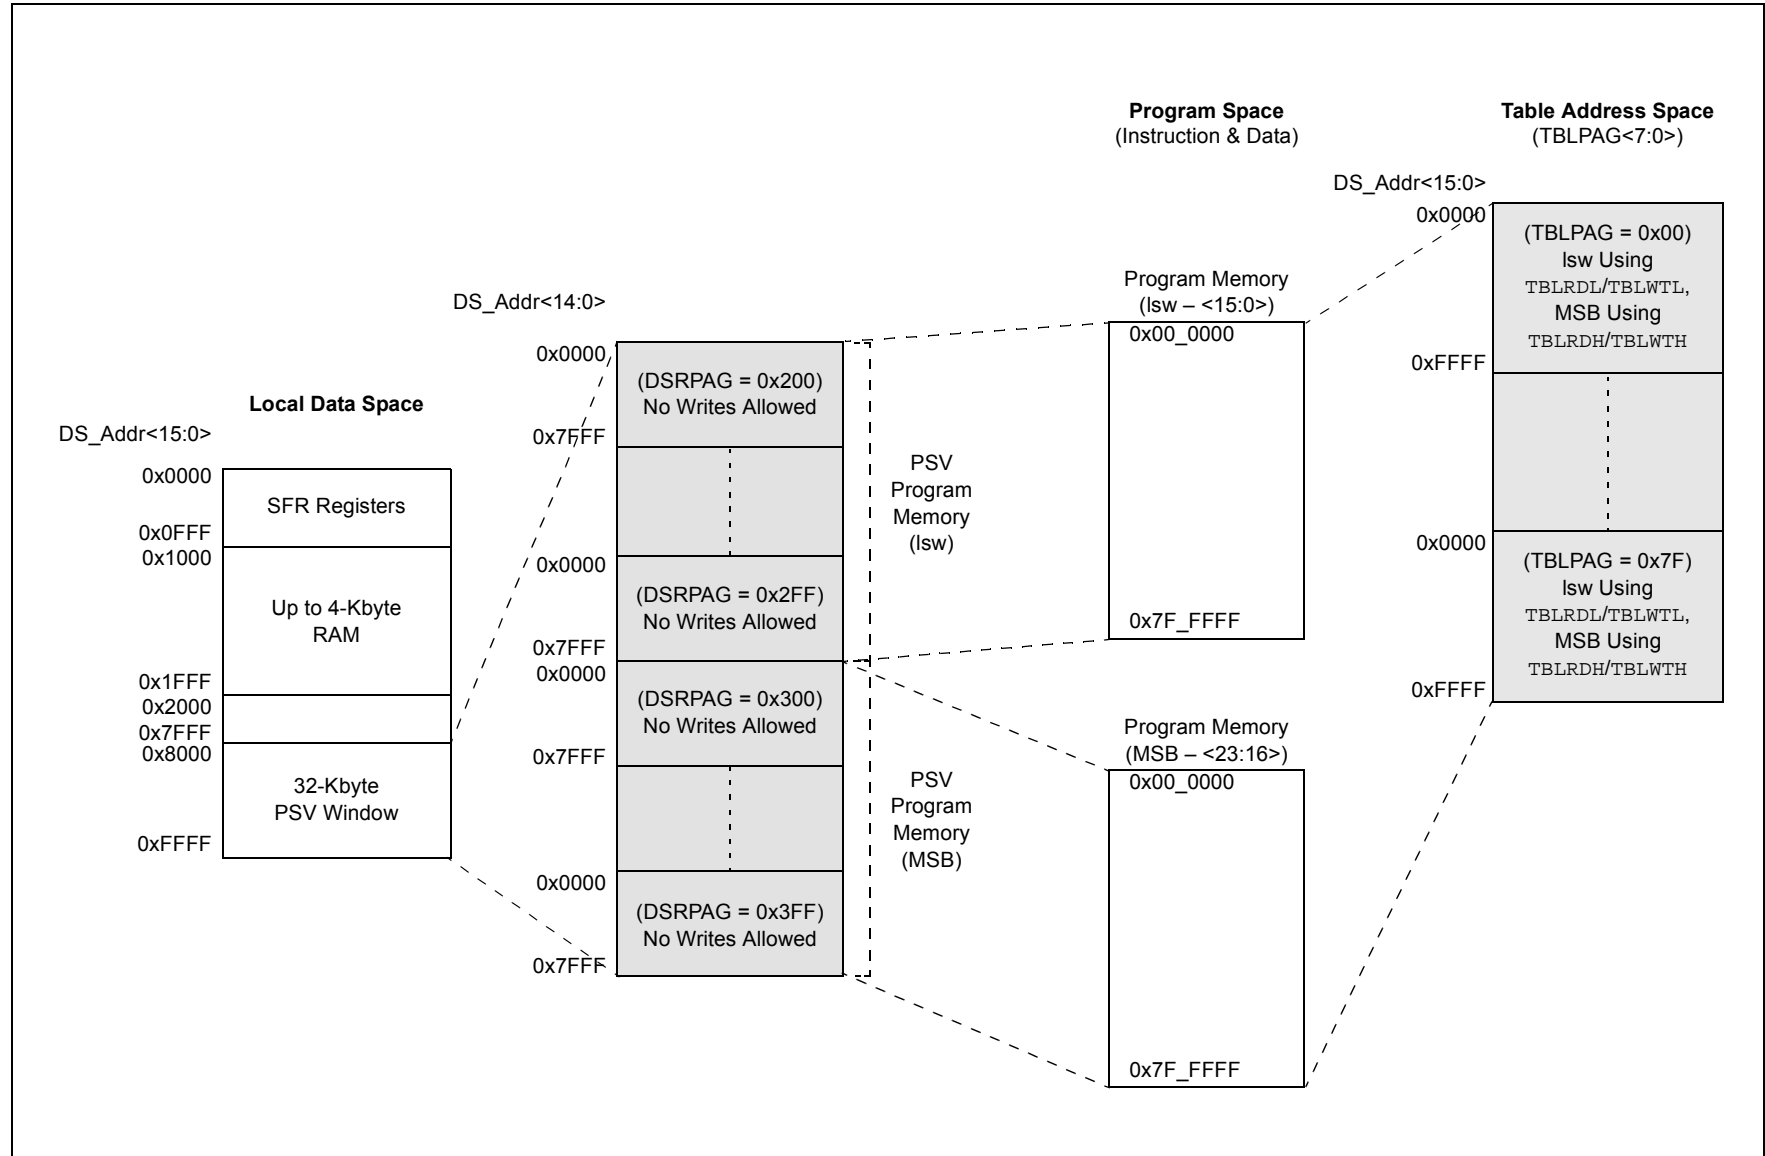 Program Space
(Instruction & Data)
Table Address Space
(TBLPAG<7:0>)
Local Data Space
DS_Addr<15:0>
0x0000
SFR Registers
0x0FFF
0x1000
Up to 4-Kbyte
RAM
0x1FFF
0x2000
0x7FFF
0x8000
32-Kbyte
PSV Window
0xFFFF
DS_Addr<14:0>
0x0000
(DSRPAG = 0x200)
No Writes Allowed
0x7FFF
0x0000
(DSRPAG = 0x2FF)
No Writes Allowed
0x7FFF
0x0000
(DSRPAG = 0x300)
No Writes Allowed
0x7FFF
0x0000
(DSRPAG = 0x3FF)
No Writes Allowed
0x7FFF
PSV
Program
Memory
(lsw)
PSV
Program
Memory
(MSB)
Program Memory
(lsw – <15:0>)
0x00_0000
0x7F_FFFF
Program Memory
(MSB – <23:16>)
0x00_0000
0x7F_FFFF
DS_Addr<15:0>
0x0000
(TBLPAG = 0x00)
lsw Using
TBLRDL/TBLWTL,
MSB Using
TBLRDH/TBLWTH
0xFFFF
0x0000
(TBLPAG = 0x7F)
lsw Using
TBLRDL/TBLWTL,
MSB Using
TBLRDH/TBLWTH
0xFFFF